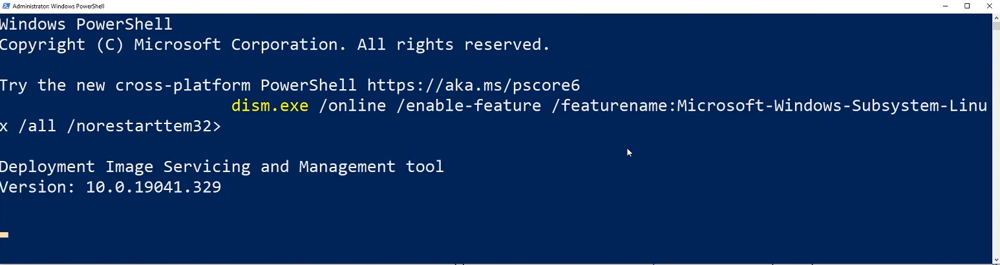 Administrator: Windows PowerShell
Windows PowerShell
Copyright (C) Microsoft Corporation. All rights reserved.
Try the new cross-platform PowerShell https://aka.ms/pscore6
dism.exe /online /enable-feature /featurename:Microsoft-Windows-Subsystem-Linu
x /all /norestarttem32>
Deployment Image Servicing and Management tool
Version: 10.0.19041.329